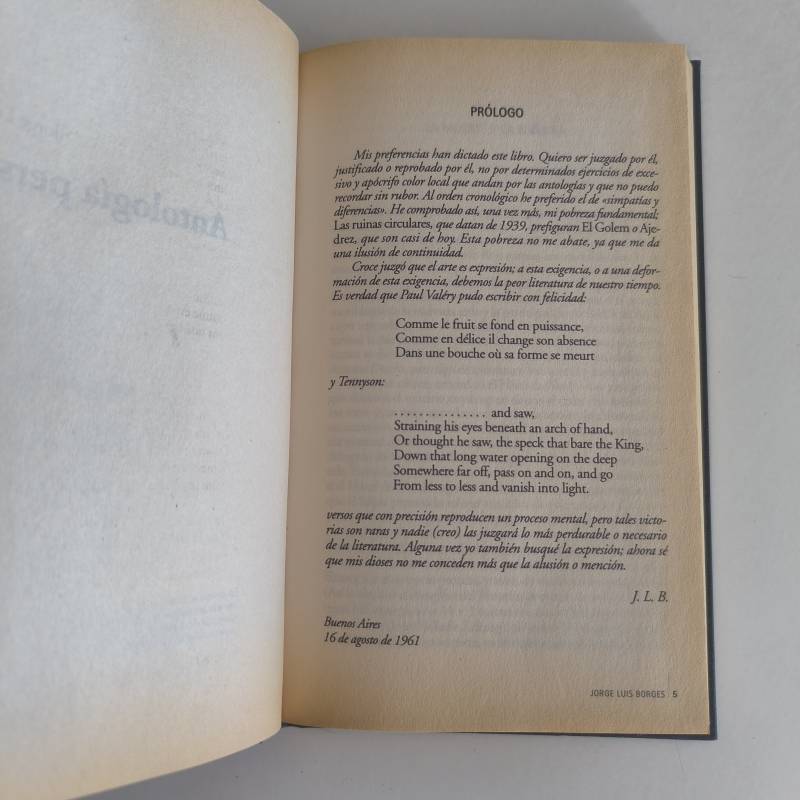 PRÓLOGO
Mis preferencias han dictado este libro. Quiero ser juzgado por él,
justificado o reprobado por él, no por determinados ejercicios de exce-
sivo y apócrifo color local que andan por las antologías y que no puedo
recordar sin rubor. Al orden cronológico he preferido el de «simpatías y
diferencias». He comprobado así, una vez más, mi pobreza fundamental;
Las ruinas circulares, que datan de 1939, prefiguran El Golem o Aje-
drez, que son casi de hoy. Esta pobreza no me abate, ya que me da
una ilusión de continuidad.
Croce juzgó que el arte es expresión; a esta exigencia, o a una defor-
mación de esta exigencia, debemos la peor literatura de nuestro tiempo.
Es verdad que Paul Valéry pudo escribir con felicidad:
Comme le fruit se fond en puissance,
Comme en délice il change son absence
Dans une bouche où sa forme se meurt
y Tennyson:
. . . . . . . . . . . . . . . and saw,
Straining his eyes beneath an arch of hand,
Or thought he saw, the speck that bare the King,
Down that long water opening on the deep
Somewhere far off, pass on and on, and go
From less to less and vanish into light.
versos que con precisión reproducen un proceso mental, pero tales victo-
rias son raras y nadie (creo) las juzgará lo más perdurable o necesario
de la literatura. Alguna vez yo también busqué la expresión; ahora sé
que mis dioses no me conceden más que la alusión o mención.
J. L. B.
Buenos Aires
16 de agosto de 1961
JORGE LUIS BORGES 5